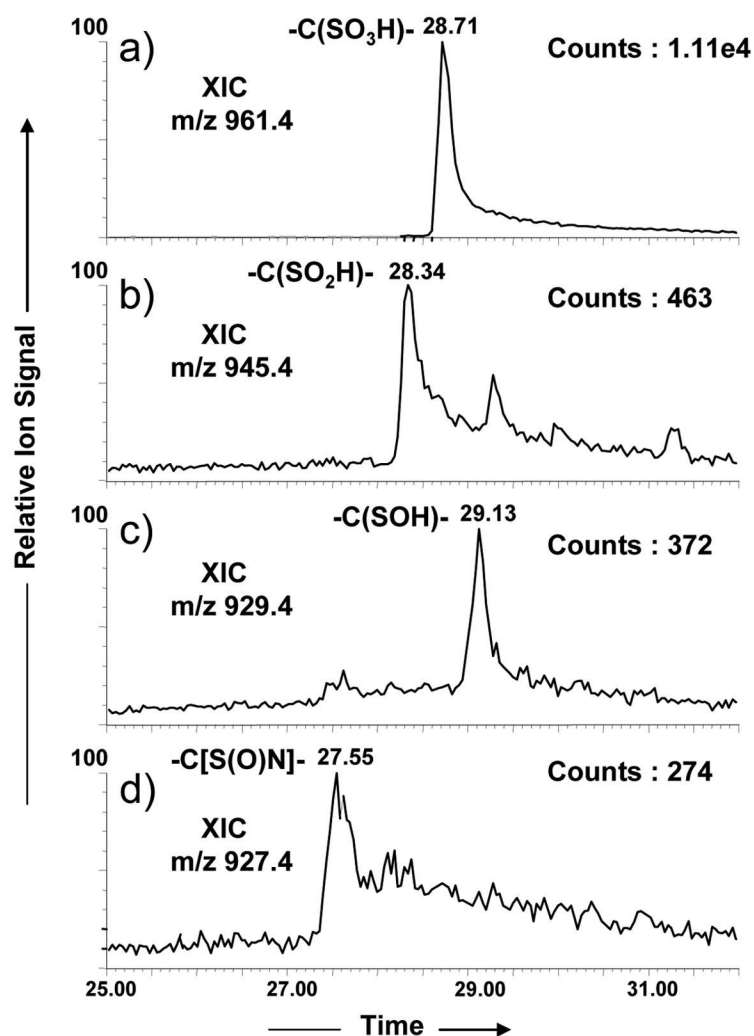 Relative Ion Signal
a)
-C(SO₃H)- 28.71
Counts : 1.11e4
100
XIC
m/z 961.4
b)
-C(SO₂H)- 28.34
Counts : 463
100
XIC
m/z 945.4
c)
-C(SOH)- 29.13
Counts : 372
100
XIC
m/z 929.4
d)
-C[S(O)N]- 27.55
Counts : 274
100
XIC
m/z 927.4
25.00 27.00 29.00 31.00
Time